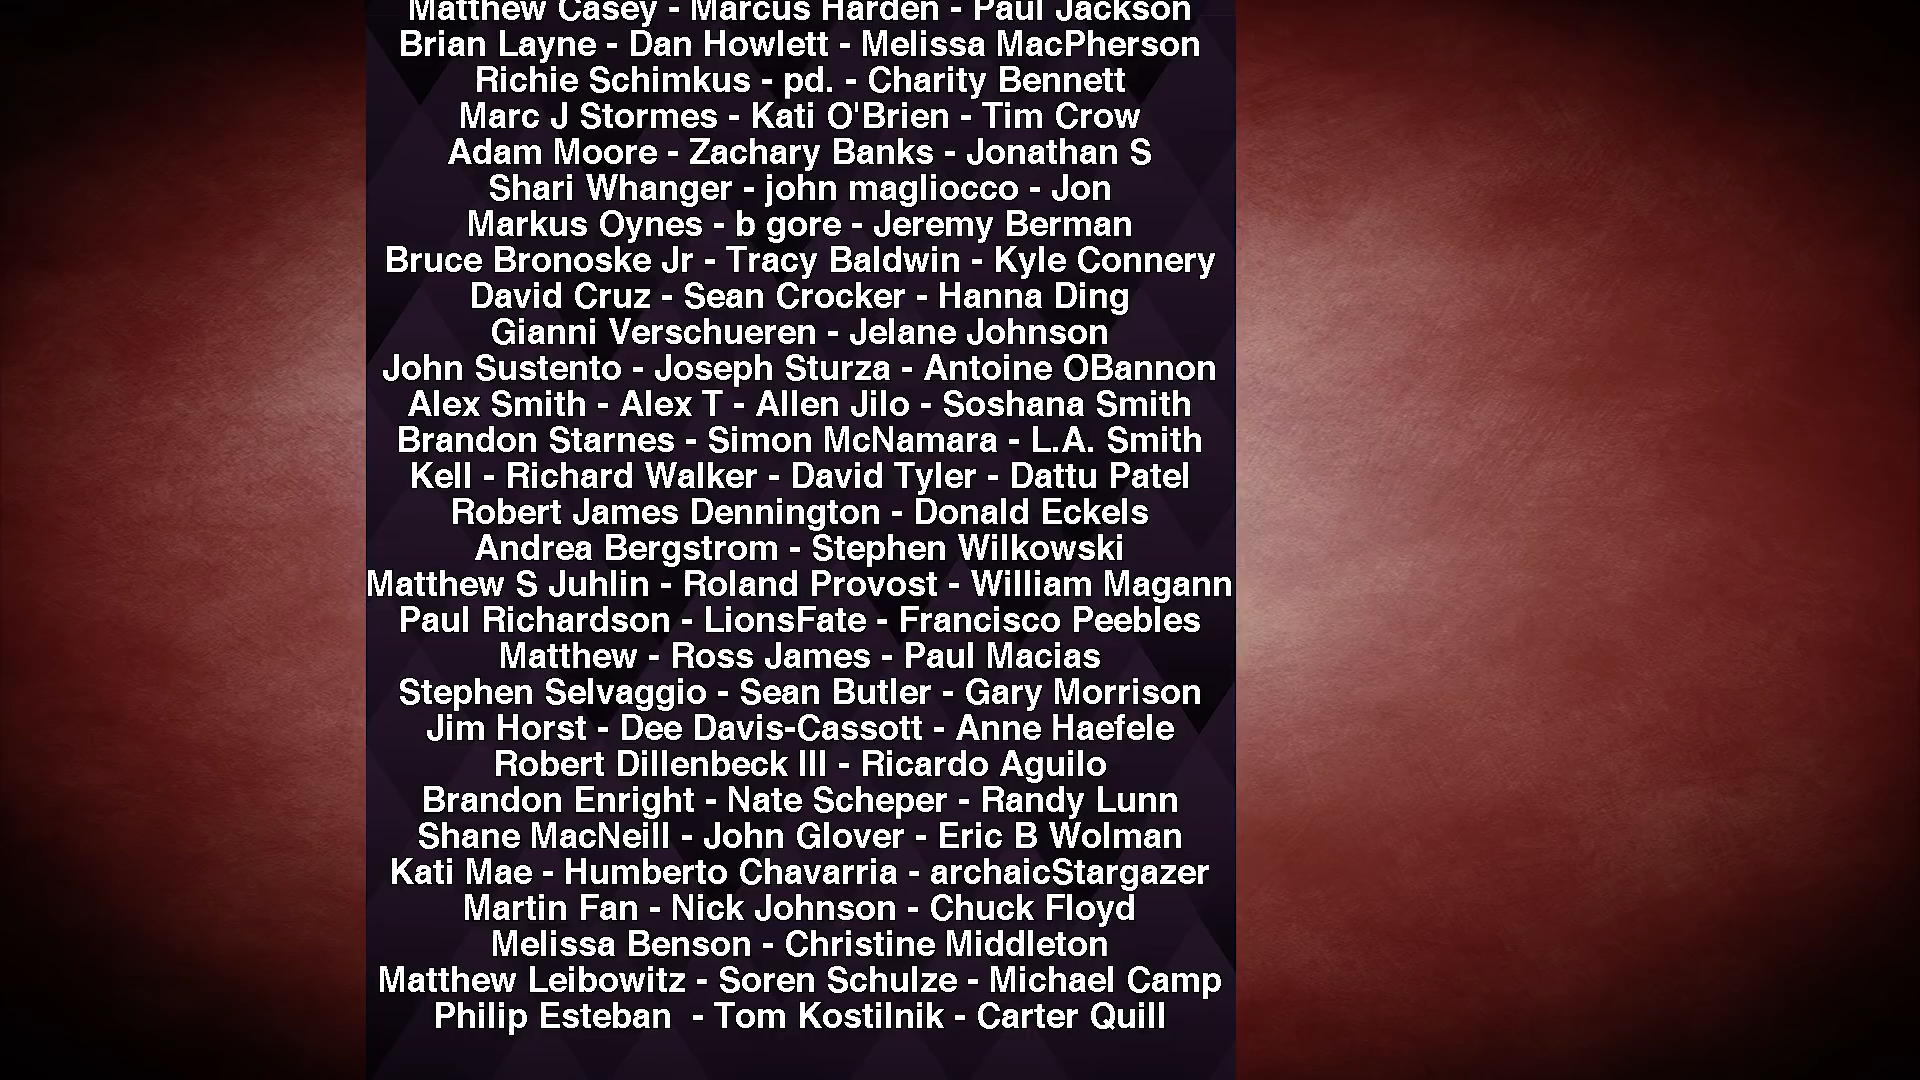 Matthew Casey - Marcus Harden - Paul Jackson
Brian Layne - Dan Howlett - Melissa MacPherson
Richie Schimkus - pd. - Charity Bennett
Marc J Stormes - Kati O'Brien - Tim Crow
Adam Moore - Zachary Banks - Jonathan S
Shari Whanger - john magliocco - Jon
Markus Oynes - b gore - Jeremy Berman
Bruce Bronoske Jr - Tracy Baldwin - Kyle Connery
David Cruz - Sean Crocker - Hanna Ding
Gianni Verschueren - Jelane Johnson
John Sustento - Joseph Sturza - Antoine OBannon
Alex Smith - Alex T - Allen Jilo - Soshana Smith
Brandon Starnes - Simon McNamara - L.A. Smith
Kell - Richard Walker - David Tyler - Dattu Patel
Robert James Dennington - Donald Eckels
Andrea Bergstrom - Stephen Wilkowski
Matthew S Juhlin - Roland Provost - William Magann
Paul Richardson - LionsFate - Francisco Peebles
Matthew - Ross James - Paul Macias
Stephen Selvaggio - Sean Butler - Gary Morrison
Jim Horst - Dee Davis-Cassott - Anne Haefele
Robert Dillenbeck III - Ricardo Aguilo
Brandon Enright - Nate Scheper - Randy Lunn
Shane MacNeill - John Glover - Eric B Wolman
Kati Mae - Humberto Chavarria - archaicStargazer
Martin Fan - Nick Johnson - Chuck Floyd
Melissa Benson - Christine Middleton
Matthew Leibowitz - Soren Schulze - Michael Camp
Philip Esteban  - Tom Kostilnik - Carter Quill